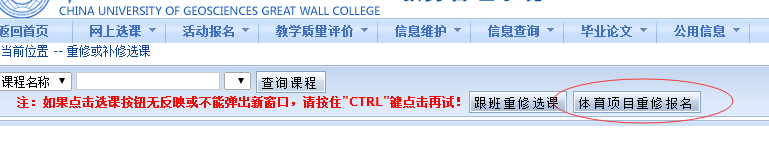 CHINA UNIVERSITY OF GEOSCIENCES GREAT WALL COLLEGE
返回首页 网上选课 活动报名 教学质量评价 信息维护 信息查询 毕业论文 公用信息
当前位置 -- 重修或补修选课
课程名称 查询课程
注：如果点击选课按钮无反映或不能弹出新窗口，请按住"CTRL"键点击再试！ 跟班重修选课 体育项目重修报名